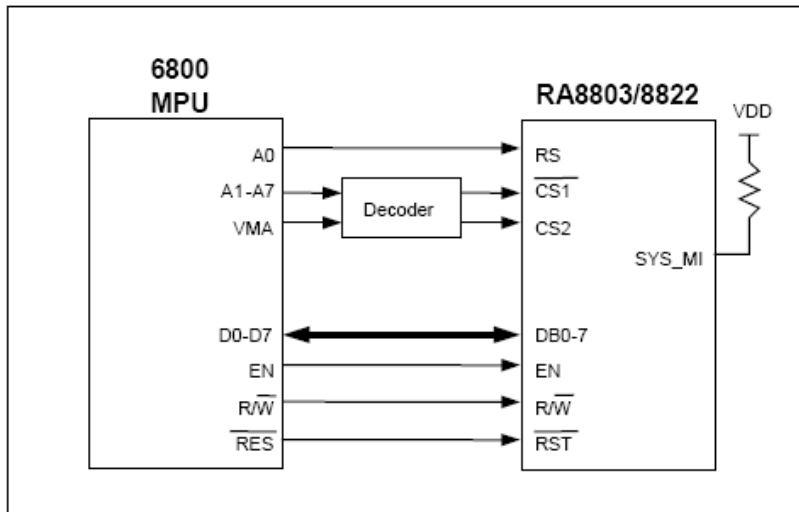 6800
MPU
RA8803/8822
VDD
A0
RS
A1-A7
Decoder
CS1
VMA
CS2
SYS_MI
D0-D7
DB0-7
EN
EN
R/W
R/W
RES
RST